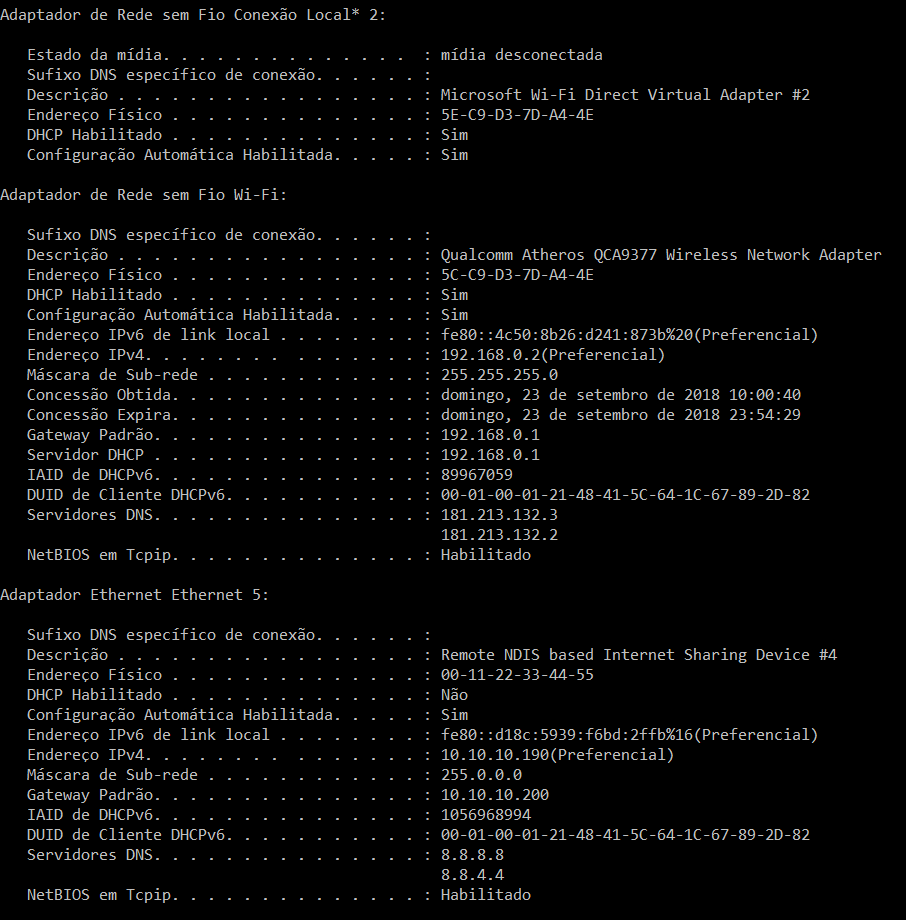 Adaptador de Rede sem Fio Conexão Local* 2:
Estado da mídia. . . . . . . . . . . . . . : mídia desconectada
Sufixo DNS específico de conexão. . . . . . :
Descrição . . . . . . . . . . . . . . . . . : Microsoft Wi-Fi Direct Virtual Adapter #2
Endereço Físico . . . . . . . . . . . . . . : 5E-C9-D3-7D-A4-4E
DHCP Habilitado . . . . . . . . . . . . . . : Sim
Configuração Automática Habilitada. . . . . : Sim
Adaptador de Rede sem Fio Wi-Fi:
Sufixo DNS específico de conexão. . . . . . :
Descrição . . . . . . . . . . . . . . . . . : Qualcomm Atheros QCA9377 Wireless Network Adapter
Endereço Físico . . . . . . . . . . . . . . : 5C-C9-D3-7D-A4-4E
DHCP Habilitado . . . . . . . . . . . . . . : Sim
Configuração Automática Habilitada. . . . . : Sim
Endereço IPv6 de link local . . . . . . . . : fe80::4c50:8b26:d241:873b%20(Preferencial)
Endereço IPv4. . . . . . . . . . . . . . . : 192.168.0.2(Preferencial)
Máscara de Sub-rede . . . . . . . . . . . . : 255.255.255.0
Concessão Obtida. . . . . . . . . . . . . . : domingo, 23 de setembro de 2018 10:00:40
Concessão Expira. . . . . . . . . . . . . . : domingo, 23 de setembro de 2018 23:54:29
Gateway Padrão. . . . . . . . . . . . . . . : 192.168.0.1
Servidor DHCP . . . . . . . . . . . . . . . : 192.168.0.1
IAID de DHCPv6. . . . . . . . . . . . . . . : 89967059
DUID de Cliente DHCPv6. . . . . . . . . . . : 00-01-00-01-21-48-41-5C-64-1C-67-89-2D-82
Servidores DNS. . . . . . . . . . . . . . . : 181.213.132.3
181.213.132.2
NetBIOS em Tcpip. . . . . . . . . . . . . . : Habilitado
Adaptador Ethernet Ethernet 5:
Sufixo DNS específico de conexão. . . . . . :
Descrição . . . . . . . . . . . . . . . . . : Remote NDIS based Internet Sharing Device #4
Endereço Físico . . . . . . . . . . . . . . : 00-11-22-33-44-55
DHCP Habilitado . . . . . . . . . . . . . . : Não
Configuração Automática Habilitada. . . . . : Sim
Endereço IPv6 de link local . . . . . . . . : fe80::d18c:5939:f6bd:2ffb%16(Preferencial)
Endereço IPv4. . . . . . . . . . . . . . . : 10.10.10.190(Preferencial)
Máscara de Sub-rede . . . . . . . . . . . . : 255.0.0.0
Gateway Padrão. . . . . . . . . . . . . . . : 10.10.10.200
IAID de DHCPv6. . . . . . . . . . . . . . . : 1056968994
DUID de Cliente DHCPv6. . . . . . . . . . . : 00-01-00-01-21-48-41-5C-64-1C-67-89-2D-82
Servidores DNS. . . . . . . . . . . . . . . : 8.8.8.8
8.8.4.4
NetBIOS em Tcpip. . . . . . . . . . . . . . : Habilitado